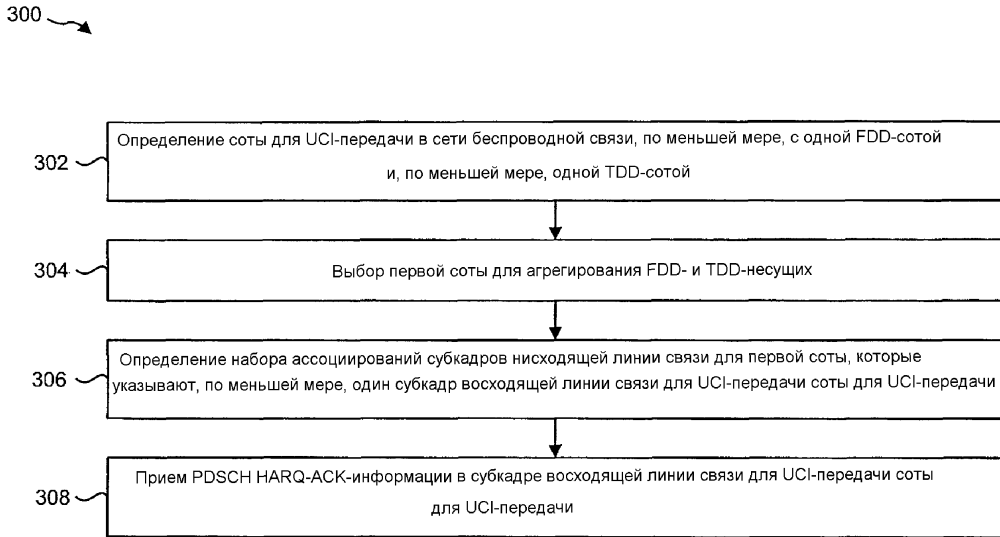 300
302
Определение соты для UCI-передачи в сети беспроводной связи, по меньшей мере, с одной FDD-сотой
и, по меньшей мере, одной TDD-сотой
304
Выбор первой соты для агрегирования FDD- и TDD-несущих
306
Определение набора ассоциирований субкадров нисходящей линии связи для первой соты, которые
указывают, по меньшей мере, один субкадр восходящей линии связи для UCI-передачи соты для UCI-передачи
308
Прием PDSCH HARQ-ACK-информации в субкадре восходящей линии связи для UCI-передачи соты
для UCI-передачи